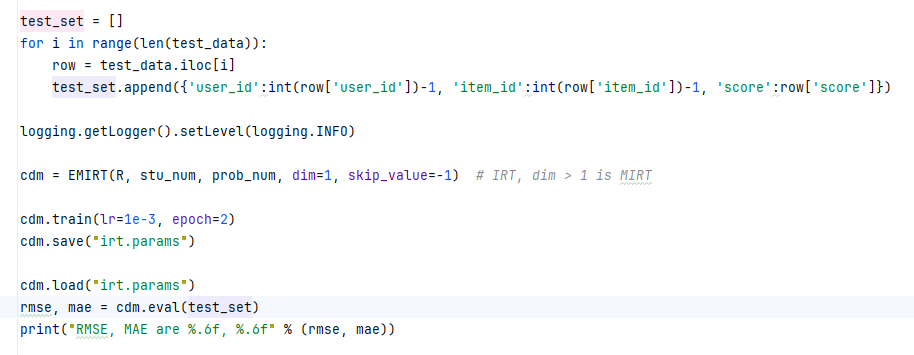 test_set = []
for i in range(len(test_data)):
    row = test_data.iloc[i]
    test_set.append({'user_id':int(row['user_id'])-1, 'item_id':int(row['item_id'])-1, 'score':row['score']})
logging.getLogger().setLevel(logging.INFO)
cdm = EMIRT(R, stu_num, prob_num, dim=1, skip_value=-1)  # IRT, dim > 1 is MIRT
cdm.train(lr=1e-3, epoch=2)
cdm.save("irt.params")
cdm.load("irt.params")
rmse, mae = cdm.eval(test_set)
print("RMSE, MAE are %.6f, %.6f" % (rmse, mae))